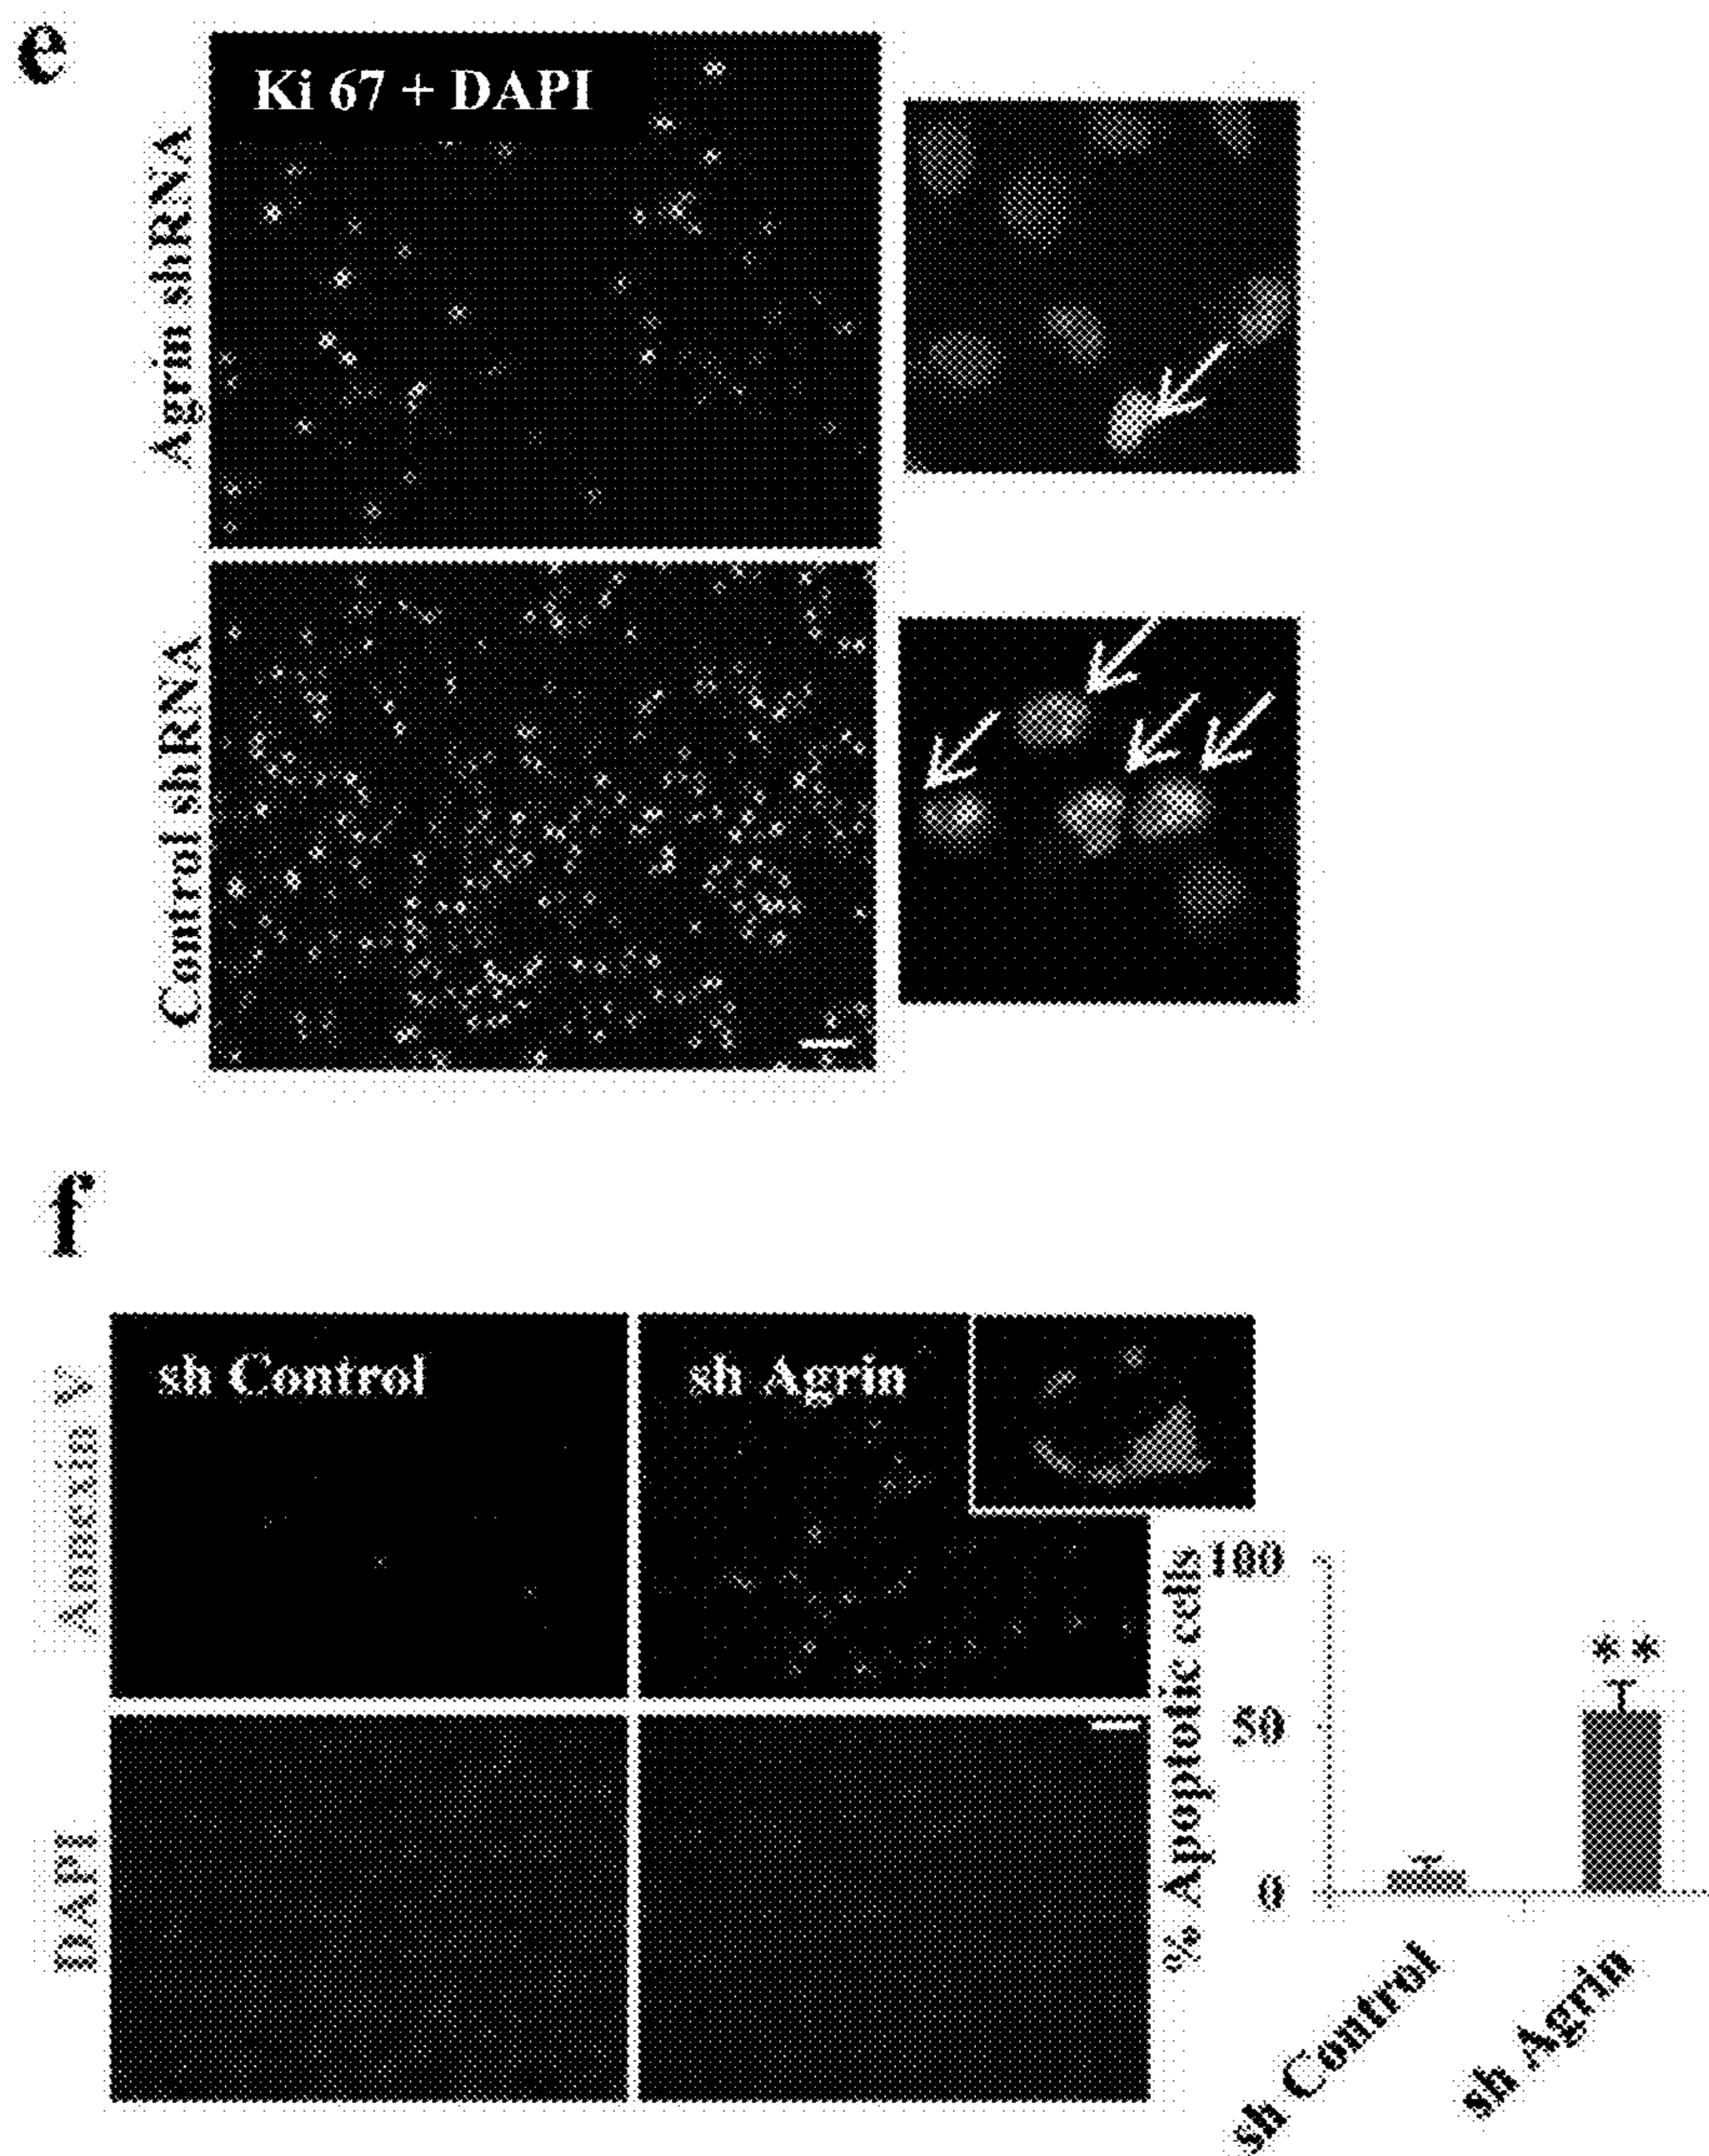 e
Ki 67 + DAPI
Agrin shRNA
Control shRNA
f
sh Control
sh Agrin
Annexin V
DAPI
% Apoptotic cells
100
50
0
**
sh Control
sh Agrin